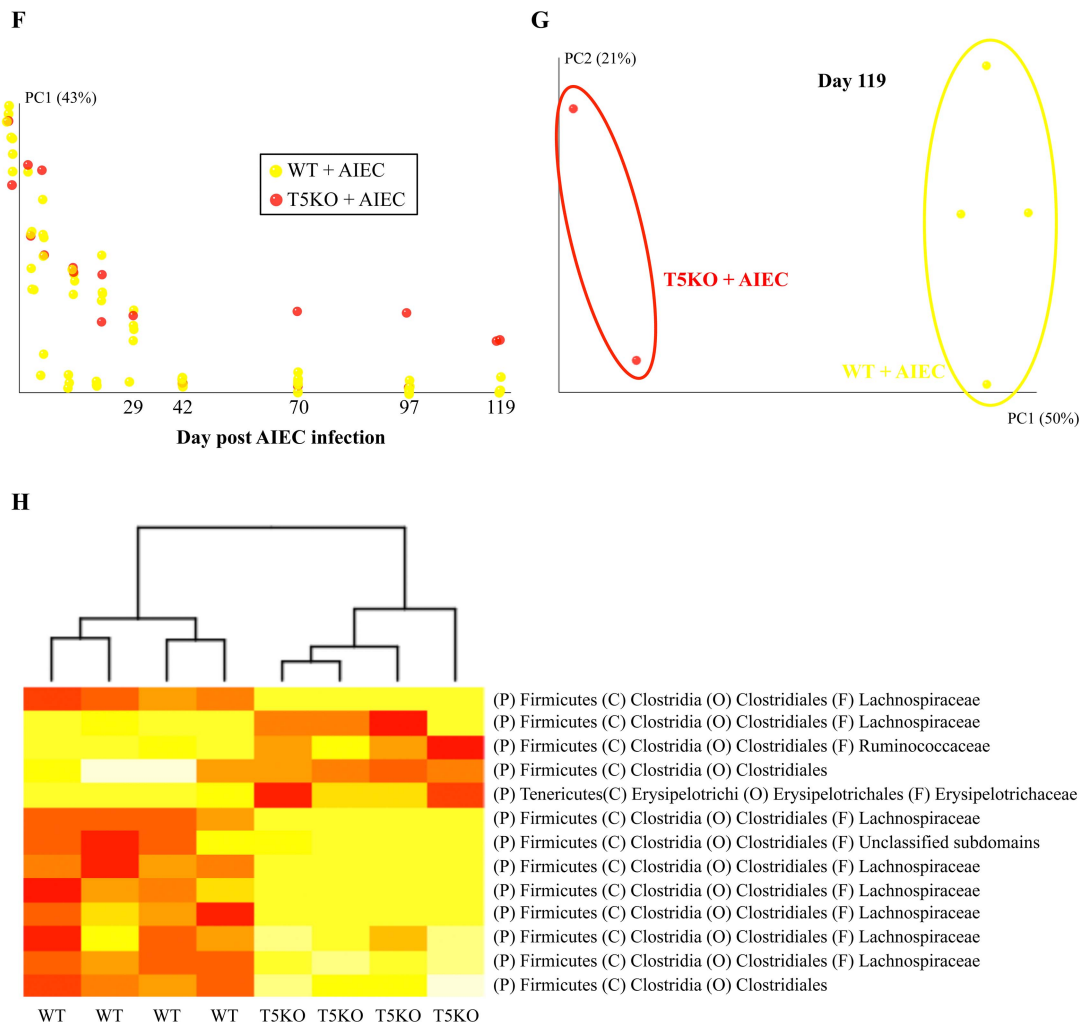 F
PC1 (43%)
WT + AIEC
T5KO + AIEC
29 42 70 97 119
Day post AIEC infection
G
PC2 (21%)
Day 119
T5KO + AIEC
WT + AIEC
PC1 (50%)
H
(P) Firmicutes (C) Clostridia (O) Clostridiales (F) Lachnospiraceae
(P) Firmicutes (C) Clostridia (O) Clostridiales (F) Lachnospiraceae
(P) Firmicutes (C) Clostridia (O) Clostridiales (F) Ruminococcaceae
(P) Firmicutes (C) Clostridia (O) Clostridiales
(P) Tenericutes(C) Erysipelotrichi (O) Erysipelotrichales (F) Erysipelotrichaceae
(P) Firmicutes (C) Clostridia (O) Clostridiales (F) Lachnospiraceae
(P) Firmicutes (C) Clostridia (O) Clostridiales (F) Unclassified subdomains
(P) Firmicutes (C) Clostridia (O) Clostridiales (F) Lachnospiraceae
(P) Firmicutes (C) Clostridia (O) Clostridiales (F) Lachnospiraceae
(P) Firmicutes (C) Clostridia (O) Clostridiales (F) Lachnospiraceae
(P) Firmicutes (C) Clostridia (O) Clostridiales (F) Lachnospiraceae
(P) Firmicutes (C) Clostridia (O) Clostridiales (F) Lachnospiraceae
(P) Firmicutes (C) Clostridia (O) Clostridiales
WT WT WT WT T5KO T5KO T5KO T5KO